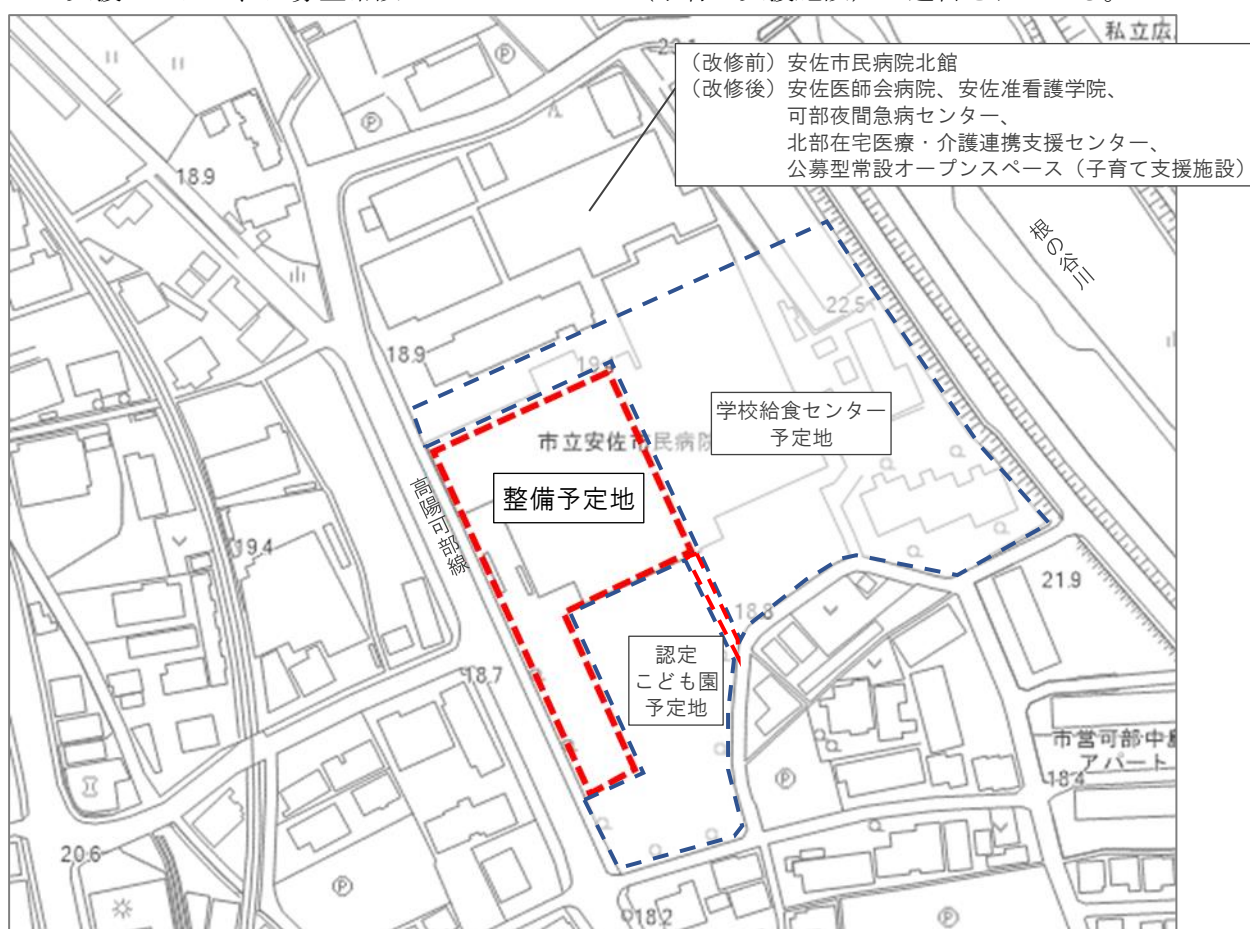 私立広
（改修前）安佐市民病院北館
（改修後）安佐医師会病院、安佐准看護学院、
可部夜間急病センター、
北部在宅医療・介護連携支援センター、
公募型常設オープンスペース（子育て支援施設）
18.9
根の谷川
22.5
18.9
学校給食センター
予定地
市立安佐市民病院
整備予定地
高陽可部線
19.4
21.9
18.8
認定
こども園
予定地
18.7
市営可部中
アパート
18.4
20.6
18.2